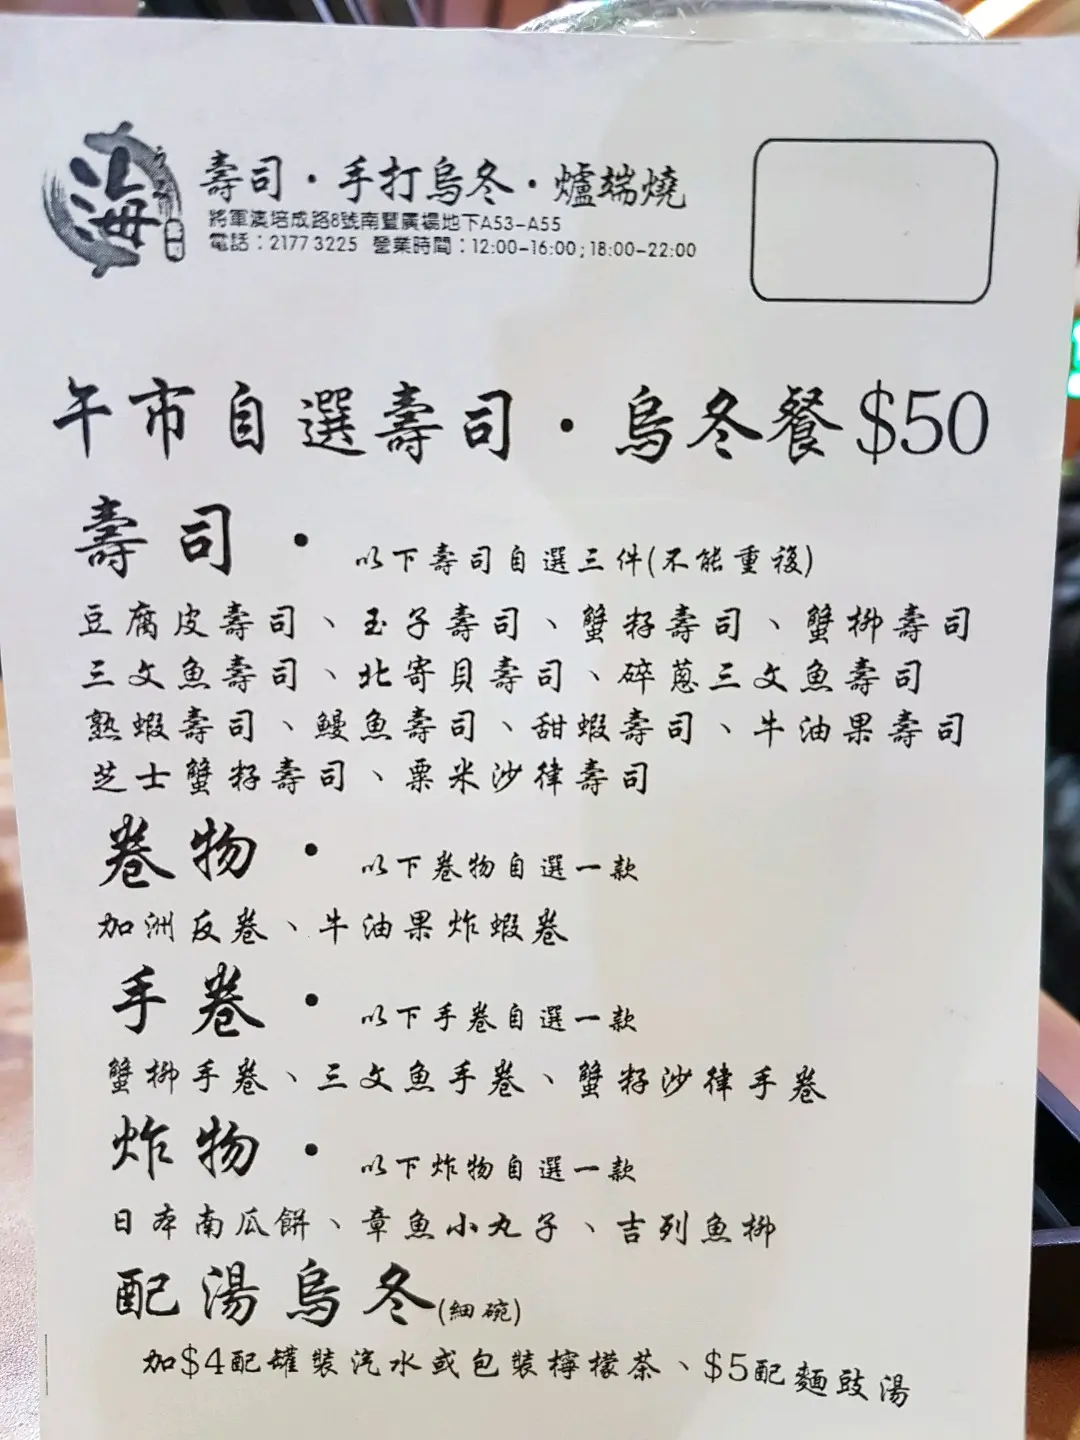 海
壽司·手打烏冬·爐端燒
將軍澳培成路8號南豐廣場地下A53-A55
電話：2177 3225 營業時間：12:00-16:00；18:00-22:00
午市自選壽司·烏冬餐$50
壽司· 以下壽司自選三件(不能重複)
豆腐皮壽司、玉子壽司、蟹籽壽司、蟹柳壽司
三文魚壽司、北寄貝壽司、碎蔥三文魚壽司
熟蝦壽司、鰻魚壽司、甜蝦壽司、牛油果壽司
芝士蟹籽壽司、粟米沙律壽司
卷物· 以下卷物自選一款
加洲反卷、牛油果炸蝦卷
手卷· 以下手卷自選一款
蟹柳手卷、三文魚手卷、蟹籽沙律手卷
炸物· 以下炸物自選一款
日本南瓜餅、章魚小丸子、吉列魚柳
配湯烏冬(細碗)
加$4配罐裝汽水或包裝檸檬茶、$5配麵豉湯